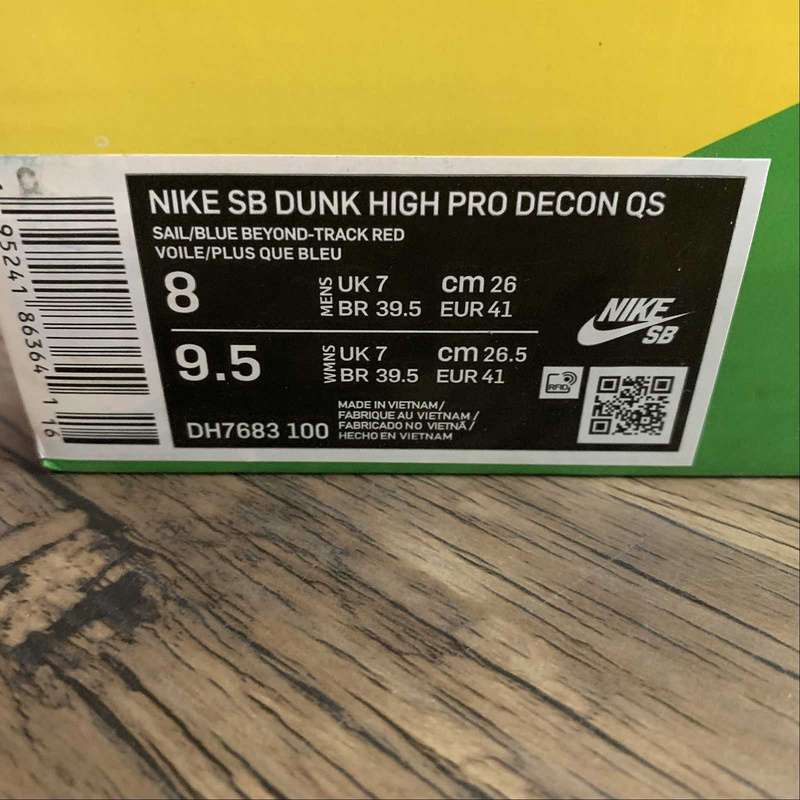 NIKE SB DUNK HIGH PRO DECON QS
SAIL/BLUE BEYOND-TRACK RED
VOILE/PLUS QUE BLEU
8 MENS UK 7 cm 26
BR 39.5 EUR 41
9.5 WMNS UK 7 cm 26.5
BR 39.5 EUR 41
NIKE
SB
RFID
DH7683 100
MADE IN VIETNAM/
FABRIQUE AU VIETNAM/
FABRICADO NO VIETNÃ/
HECHO EN VIETNAM
95241 86364 1 16